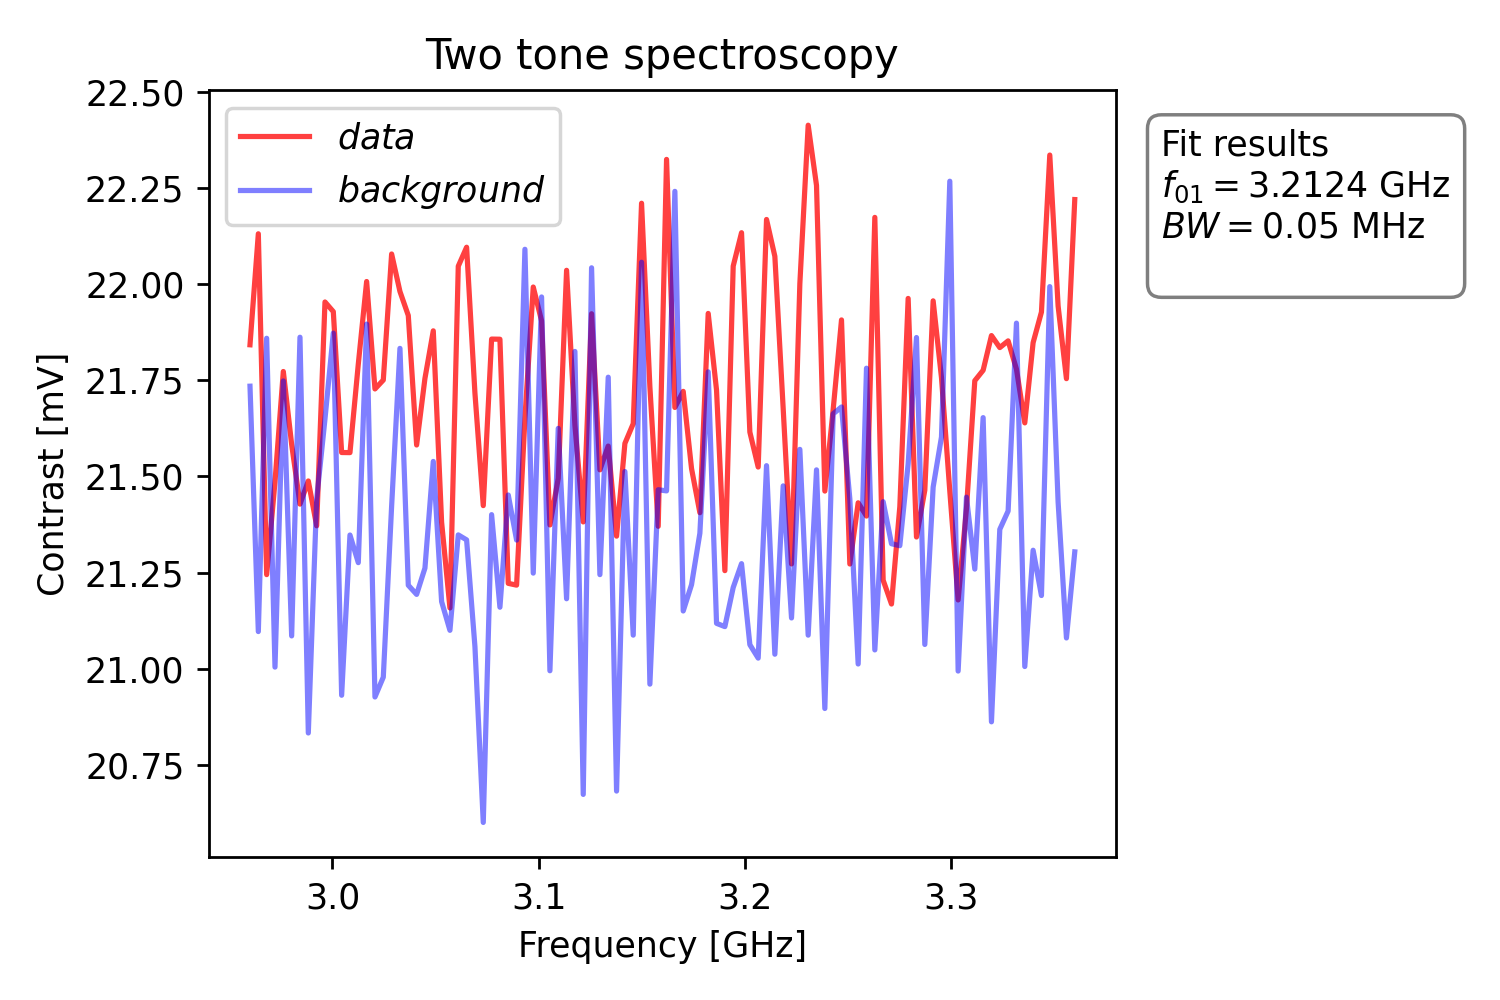 Two tone spectroscopy
data
background
Fit results
f01 = 3.2124 GHz
BW = 0.05 MHz
22.50
22.25
22.00
21.75
21.50
21.25
21.00
20.75
Contrast [mV]
3.0 3.1 3.2 3.3
Frequency [GHz]